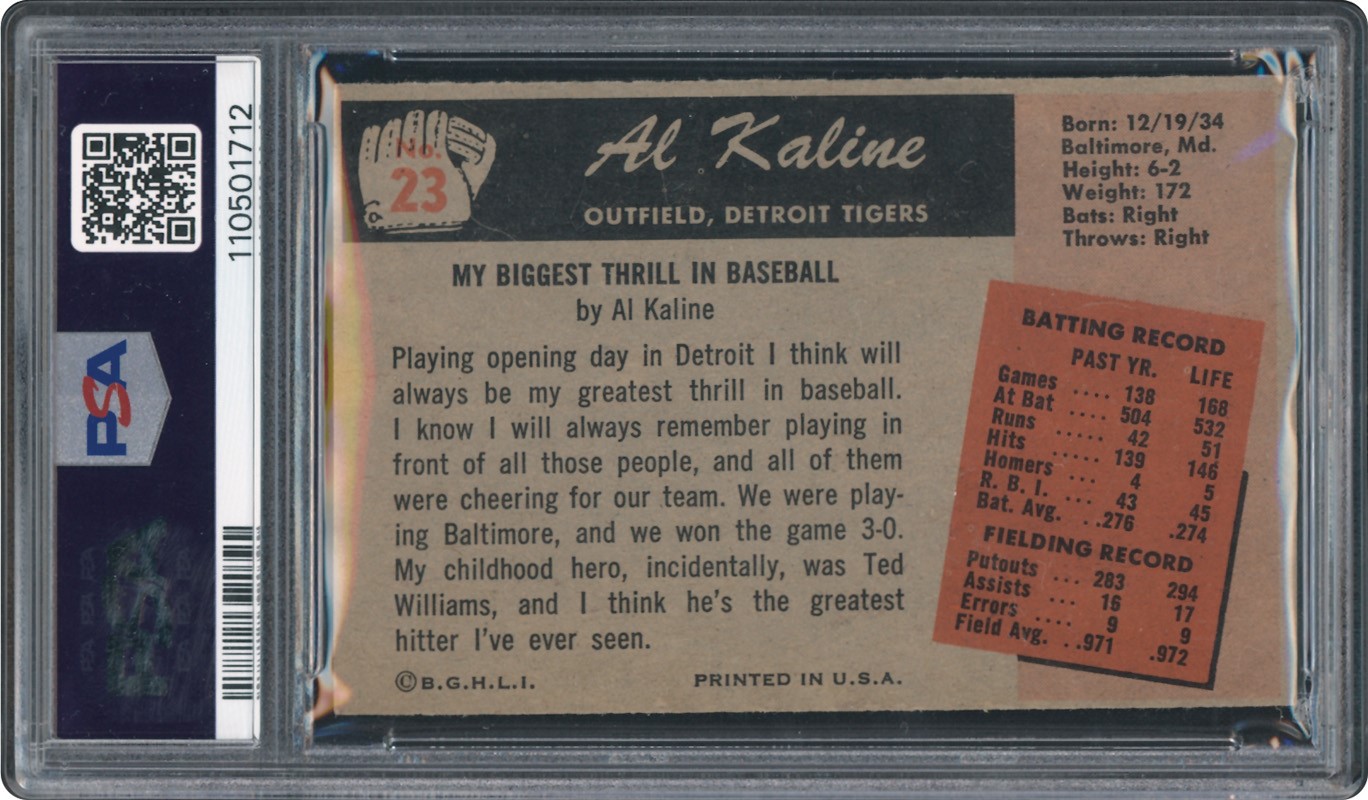 110501712
PSA
No.
23
Al Kaline
OUTFIELD, DETROIT TIGERS
Born: 12/19/34
Baltimore, Md.
Height: 6-2
Weight: 172
Bats: Right
Throws: Right
MY BIGGEST THRILL IN BASEBALL
by Al Kaline
Playing opening day in Detroit I think will
always be my greatest thrill in baseball.
I know I will always remember playing in
front of all those people, and all of them
were cheering for our team. We were play-
ing Baltimore, and we won the game 3-0.
My childhood hero, incidentally, was Ted
Williams, and I think he's the greatest
hitter I've ever seen.
©B.G.H.L.I. PRINTED IN U.S.A.
BATTING RECORD
PAST YR. LIFE
Games .... 138 168
At Bat .... 504 532
Runs ..... 42 51
Hits ..... 139 146
Homers ... 4 5
R. B. I. ... 43 45
Bat. Avg. ..276 .274
FIELDING RECORD
Putouts ... 283 294
Assists ... 16 17
Errors .... 9 9
Field Avg. ..971 .972